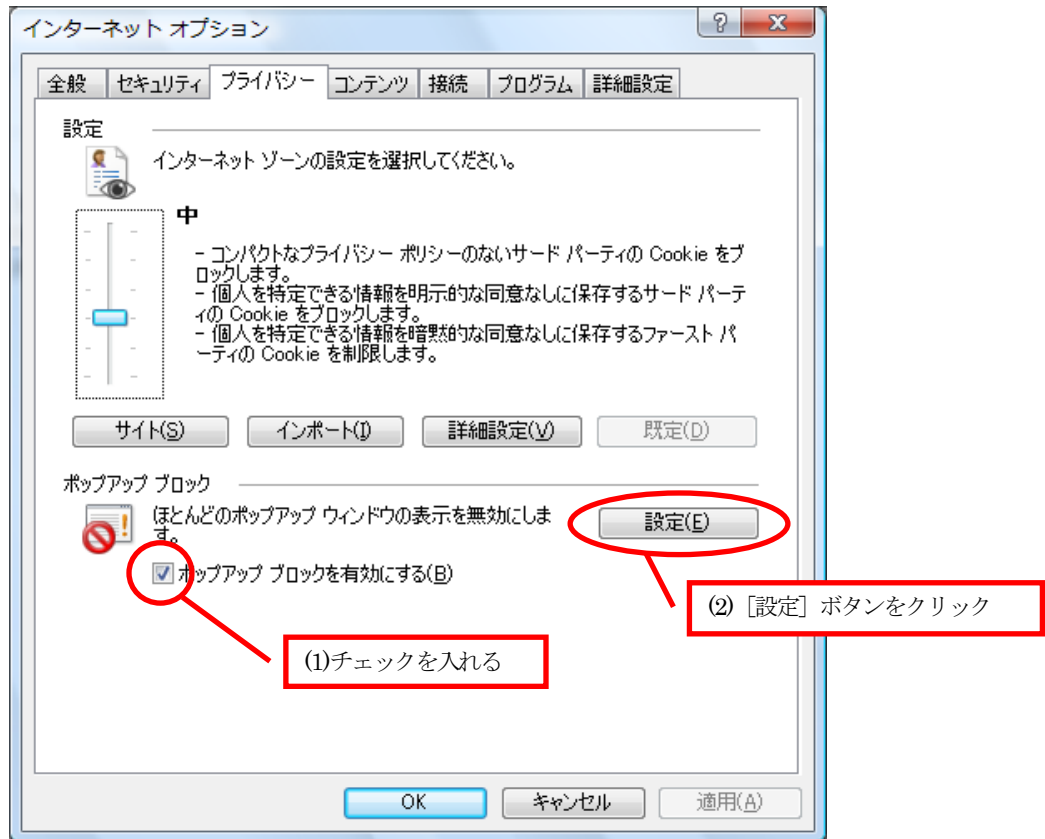 インターネット オプション
全般 セキュリティ プライバシー コンテンツ 接続 プログラム 詳細設定
設定
インターネット ゾーンの設定を選択してください。
中
- コンパクトなプライバシー ポリシーのないサード パーティの Cookie をブ
ロックします。
- 個人を特定できる情報を明示的な同意なしに保存するサード パーテ
ィの Cookie をブロックします。
- 個人を特定できる情報を暗黙的な同意なしに保存するファースト パ
ーティの Cookie を制限します。
サイト(S) インポート(I) 詳細設定(V) 既定(D)
ポップアップ ブロック
ほとんどのポップアップ ウィンドウの表示を無効にしま
す。
設定(E)
ポップアップ ブロックを有効にする(B)
(2)［設定］ボタンをクリック
(1)チェックを入れる
OK キャンセル 適用(A)